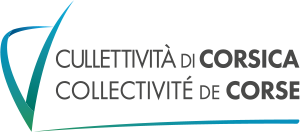 CULLETTIVITÀ DI CORSICA
COLLECTIVITÉ DE CORSE